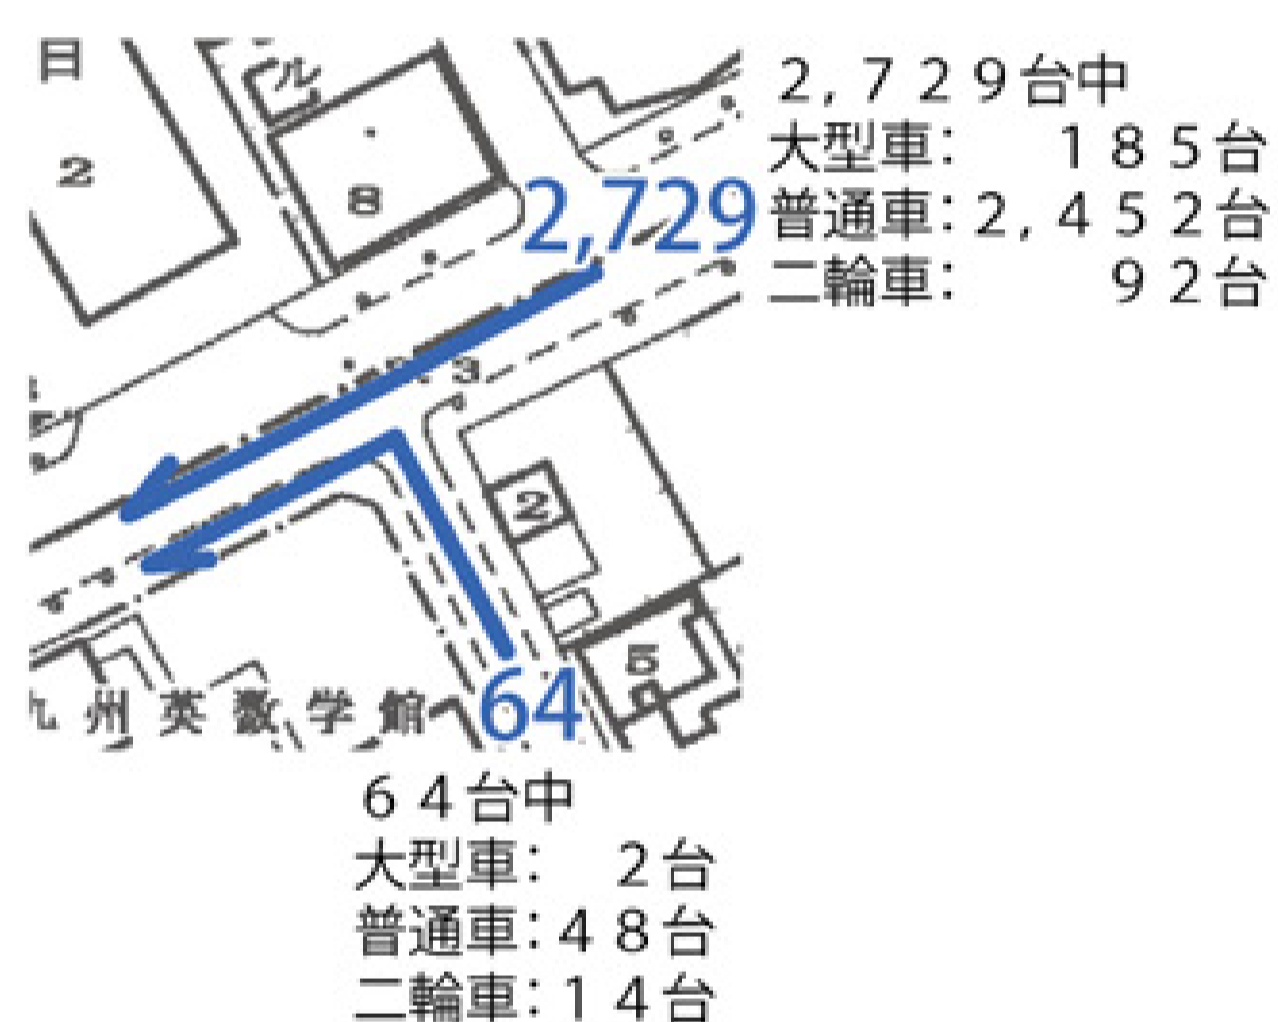 日
ル
2
8
2,729
2,729台中
大型車： 185台
普通車：2,452台
二輪車： 92台
3
2
5
九州英数学館
64
64台中
大型車： 2台
普通車：48台
二輪車：14台